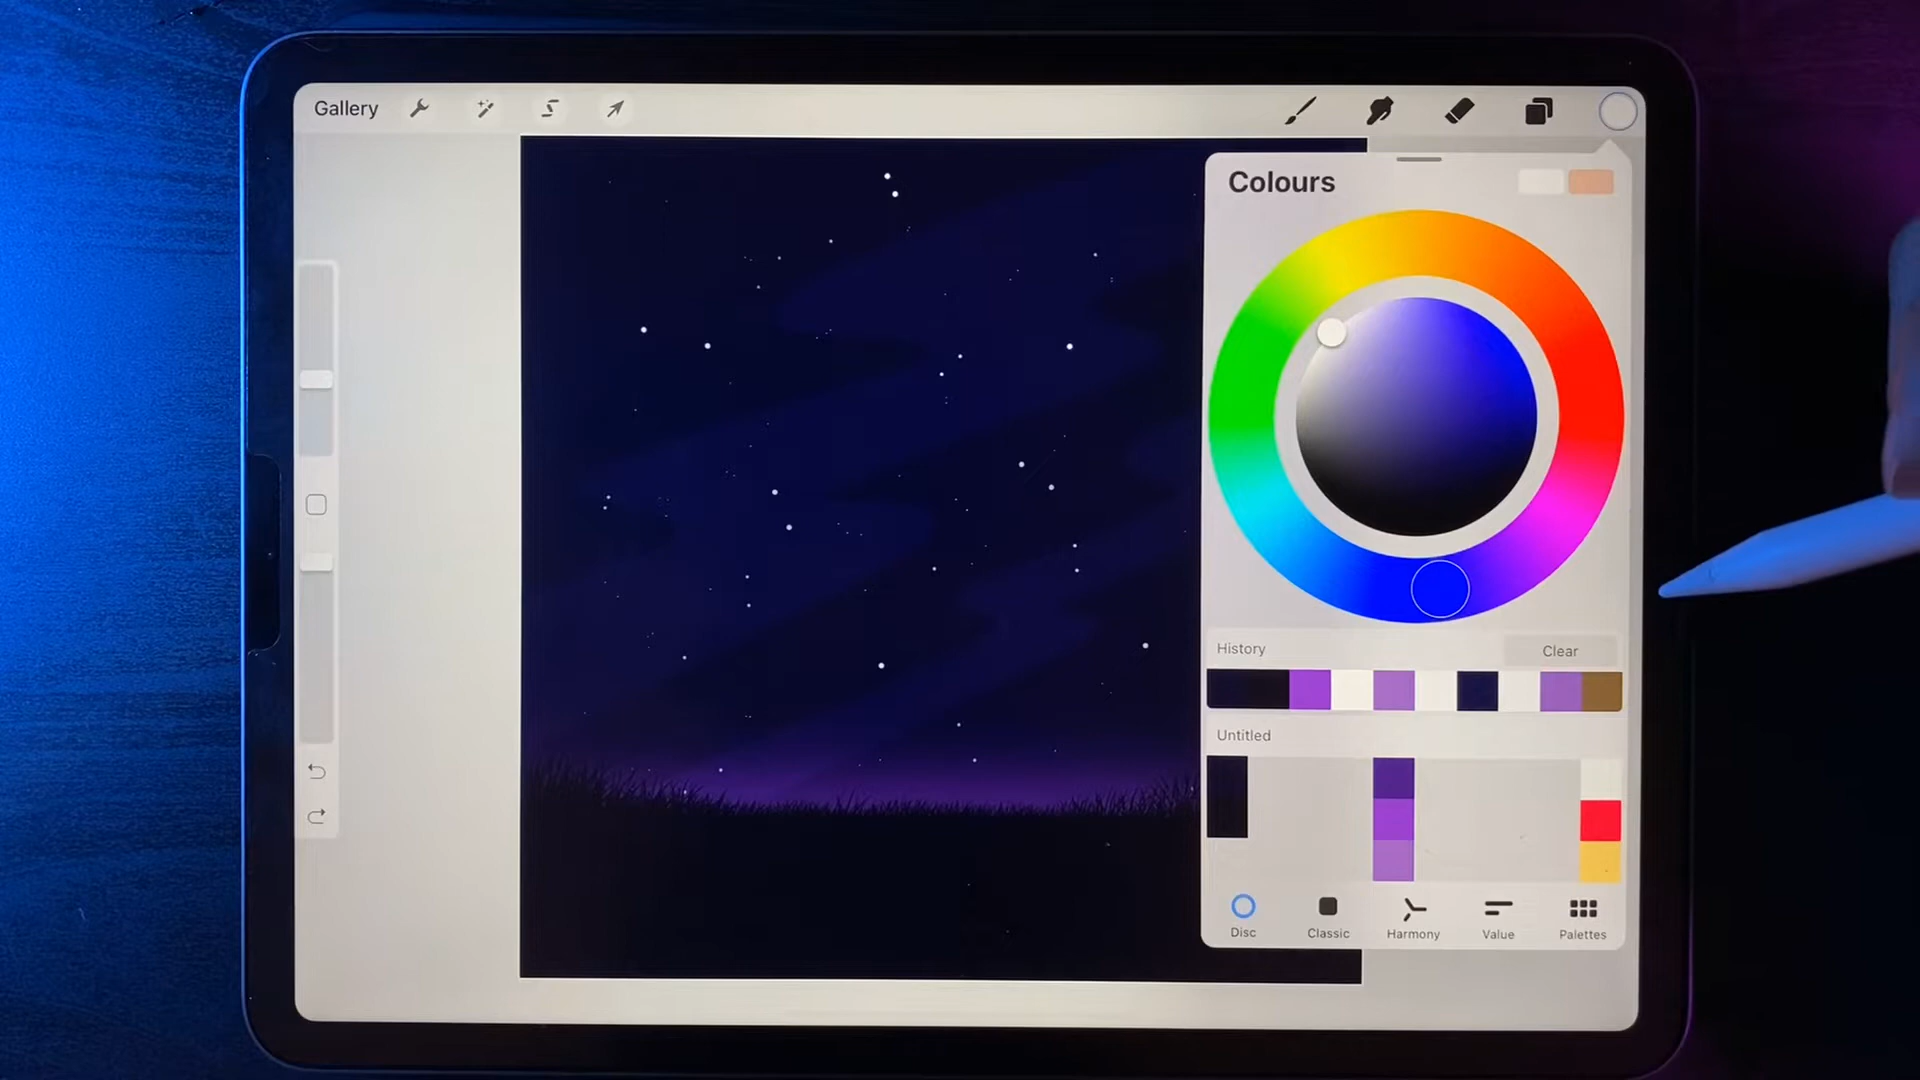 Gallery
Colours
History
Clear
Untitled
Disc
Classic
Harmony
Value
Palettes